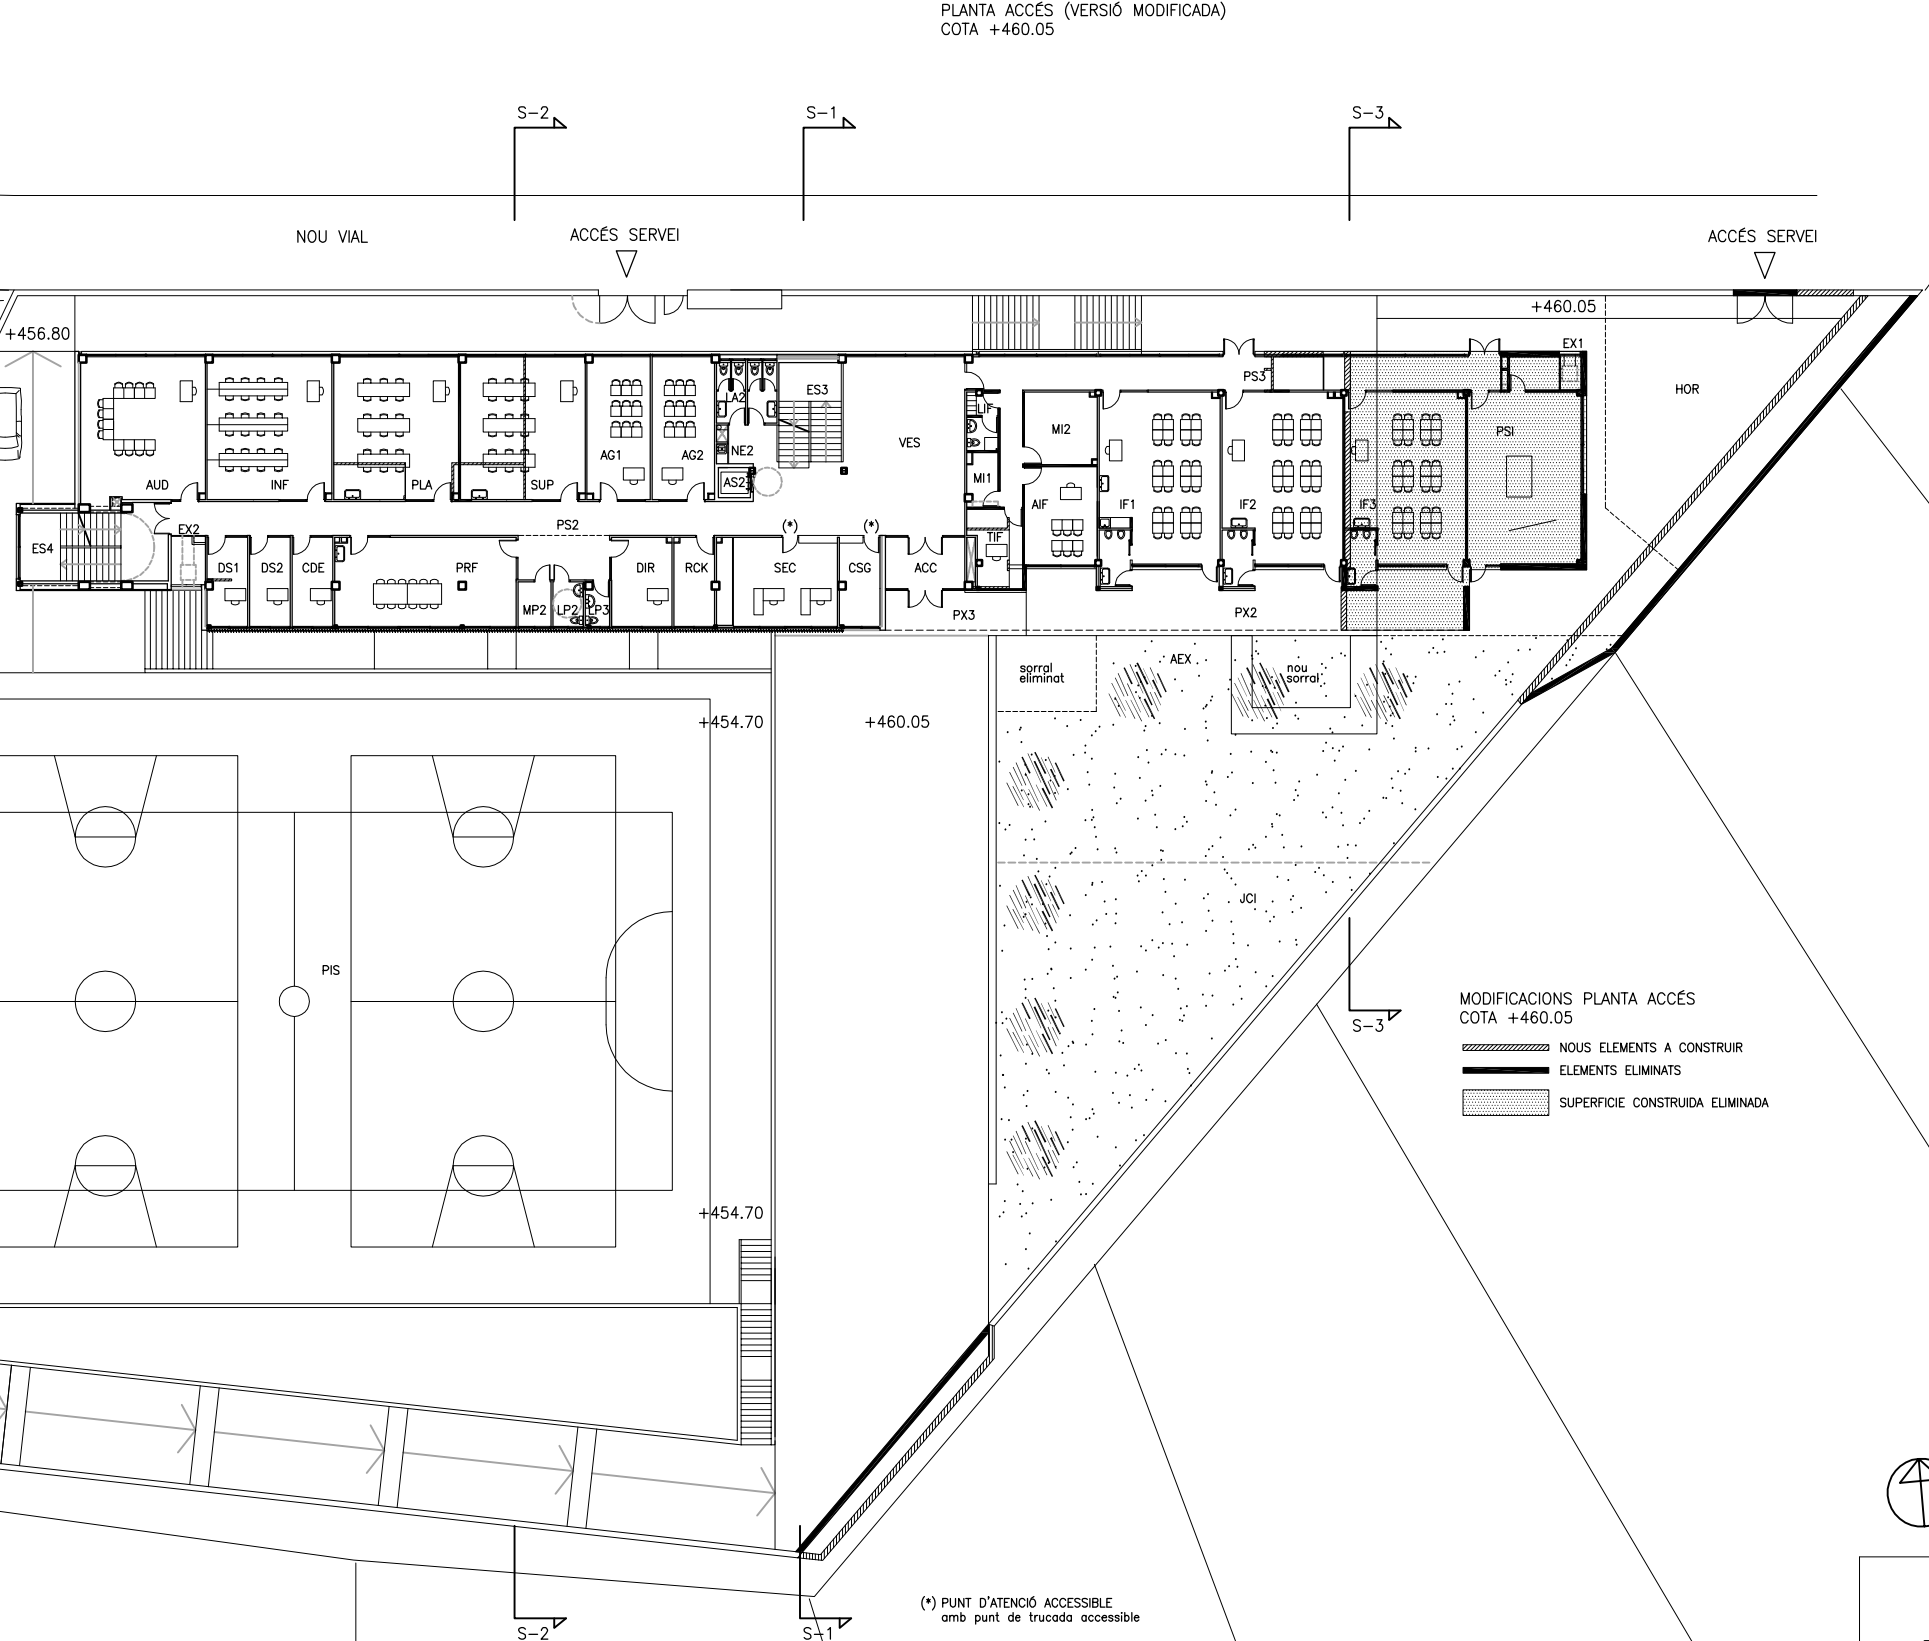 PLANTA ACCÉS (VERSIÓ MODIFICADA)
COTA +460.05
S-2
S-1
S-3
NOU VIAL
ACCÉS SERVEI
ACCÉS SERVEI
+456.80
+460.05
EX1
HOR
PS3
ES3
LA2
LIF
VES
MI2
PSI
AG1
AG2
NE2
AS2
AUD
INF
PLA
SUP
MI1
AIF
IF1
IF2
IF3
EX2
PS2
(*)
(*)
TIF
ES4
DS1
DS2
CDE
PRF
DIR
RCK
SEC
CSG
ACC
MP2
LP2
LP3
PX3
PX2
sorral
eliminat
AEX
nou
sorral
+454.70
+460.05
JCI
PIS
MODIFICACIONS PLANTA ACCÉS
COTA +460.05
S-3
NOUS ELEMENTS A CONSTRUIR
ELEMENTS ELIMINATS
SUPERFICIE CONSTRUIDA ELIMINADA
+454.70
(*) PUNT D'ATENCIÓ ACCESSIBLE
amb punt de trucada accessible
S-2
S-1